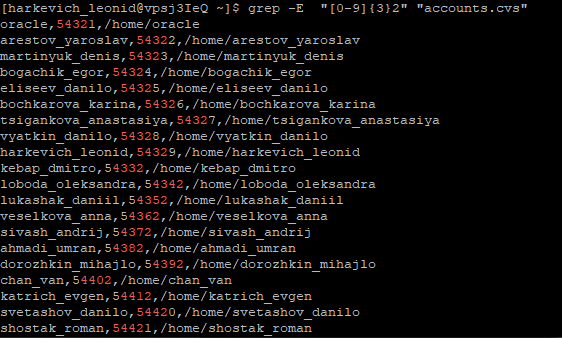 [harkevich_leonid@vpsj3IeQ ~]$ grep -E  "[0-9]{3}2" "accounts.cvs"
oracle,54321,/home/oracle
arestov_yaroslav,54322,/home/arestov_yaroslav
martinyuk_denis,54323,/home/martinyuk_denis
bogachik_egor,54324,/home/bogachik_egor
eliseev_danilo,54325,/home/eliseev_danilo
bochkarova_karina,54326,/home/bochkarova_karina
tsigankova_anastasiya,54327,/home/tsigankova_anastasiya
vyatkin_danilo,54328,/home/vyatkin_danilo
harkevich_leonid,54329,/home/harkevich_leonid
kebap_dmitro,54332,/home/kebap_dmitro
loboda_oleksandra,54342,/home/loboda_oleksandra
lukashak_daniil,54352,/home/lukashak_daniil
veselkova_anna,54362,/home/veselkova_anna
sivash_andrij,54372,/home/sivash_andrij
ahmadi_umran,54382,/home/ahmadi_umran
dorozhkin_mihajlo,54392,/home/dorozhkin_mihajlo
chan_van,54402,/home/chan_van
katrich_evgen,54412,/home/katrich_evgen
svetashov_danilo,54420,/home/svetashov_danilo
shostak_roman,54421,/home/shostak_roman